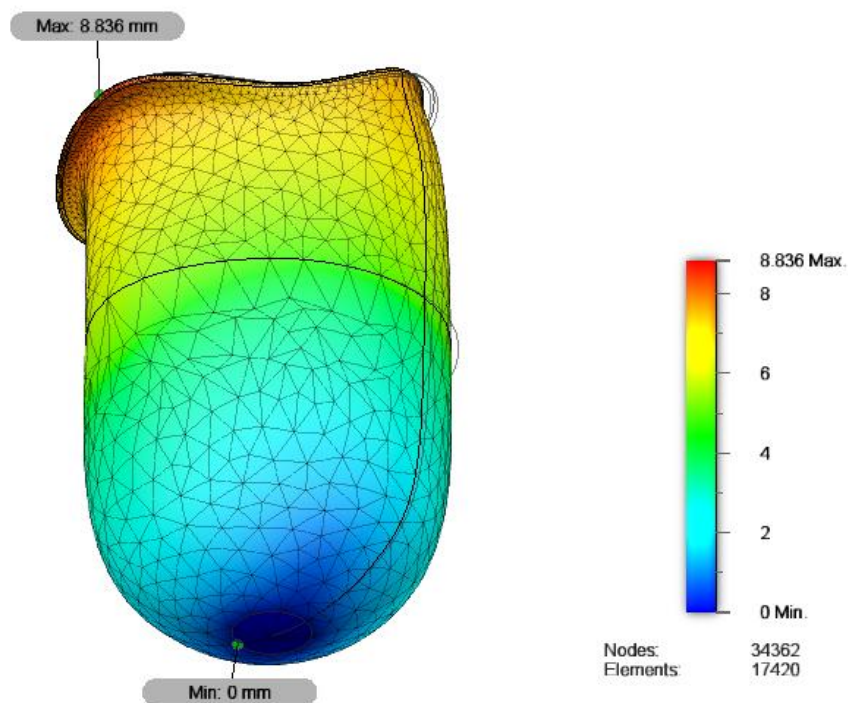 Max: 8.836 mm
8.836 Max.
8
6
4
2
0 Min.
Nodes: 34362
Elements: 17420
Min: 0 mm